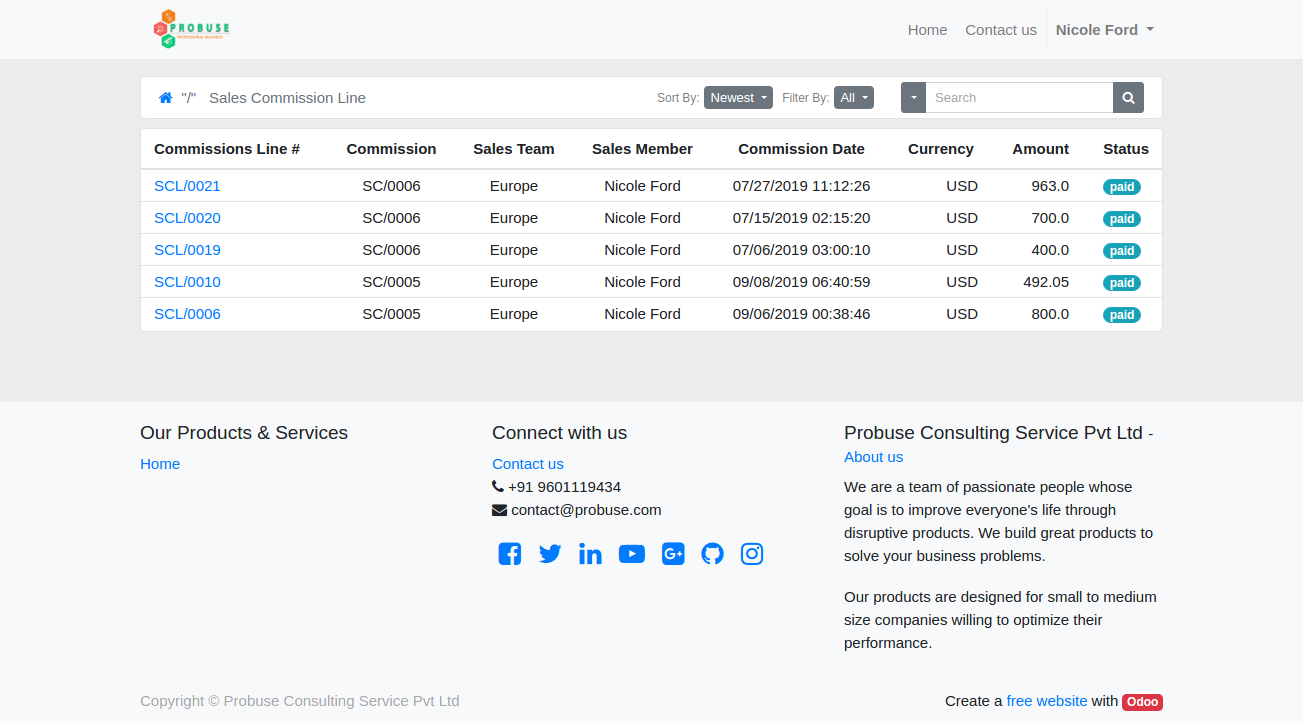 PROBUSE
PROFESSIONAL BUSINESS
Home Contact us Nicole Ford
"/" Sales Commission Line Sort By: Newest Filter By: All Search
Commissions Line # Commission Sales Team Sales Member Commission Date Currency Amount Status
SCL/0021 SC/0006 Europe Nicole Ford 07/27/2019 11:12:26 USD 963.0 paid
SCL/0020 SC/0006 Europe Nicole Ford 07/15/2019 02:15:20 USD 700.0 paid
SCL/0019 SC/0006 Europe Nicole Ford 07/06/2019 03:00:10 USD 400.0 paid
SCL/0010 SC/0005 Europe Nicole Ford 09/08/2019 06:40:59 USD 492.05 paid
SCL/0006 SC/0005 Europe Nicole Ford 09/06/2019 00:38:46 USD 800.0 paid
Our Products & Services
Home
Connect with us
Contact us
+91 9601119434
contact@probuse.com
Probuse Consulting Service Pvt Ltd -
About us
We are a team of passionate people whose
goal is to improve everyone's life through
disruptive products. We build great products to
solve your business problems.
Our products are designed for small to medium
size companies willing to optimize their
performance.
Copyright © Probuse Consulting Service Pvt Ltd
Create a free website with Odoo